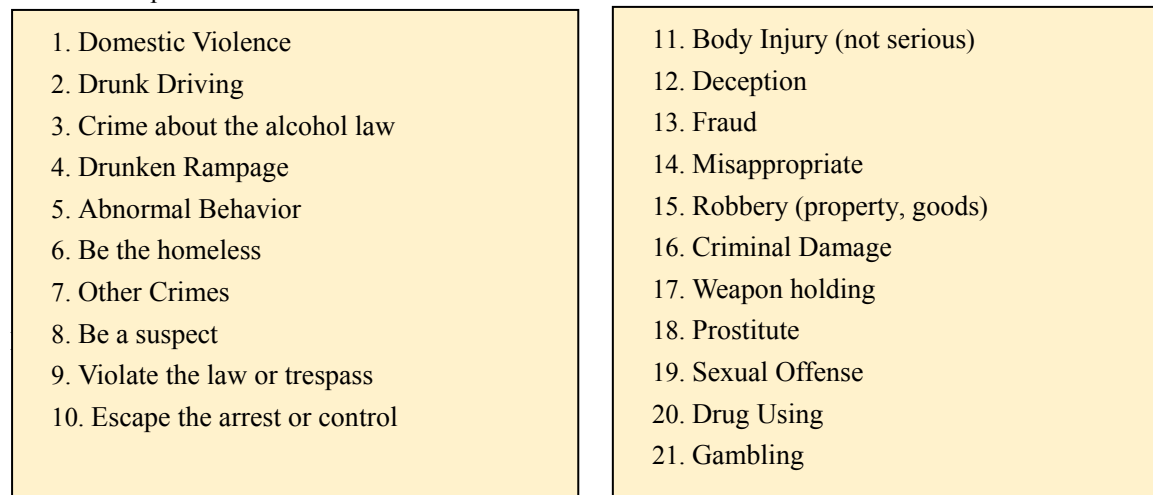 1. Domestic Violence
2. Drunk Driving
3. Crime about the alcohol law
4. Drunken Rampage
5. Abnormal Behavior
6. Be the homeless
7. Other Crimes
8. Be a suspect
9. Violate the law or trespass
10. Escape the arrest or control
11. Body Injury (not serious)
12. Deception
13. Fraud
14. Misappropriate
15. Robbery (property, goods)
16. Criminal Damage
17. Weapon holding
18. Prostitute
19. Sexual Offense
20. Drug Using
21. Gambling